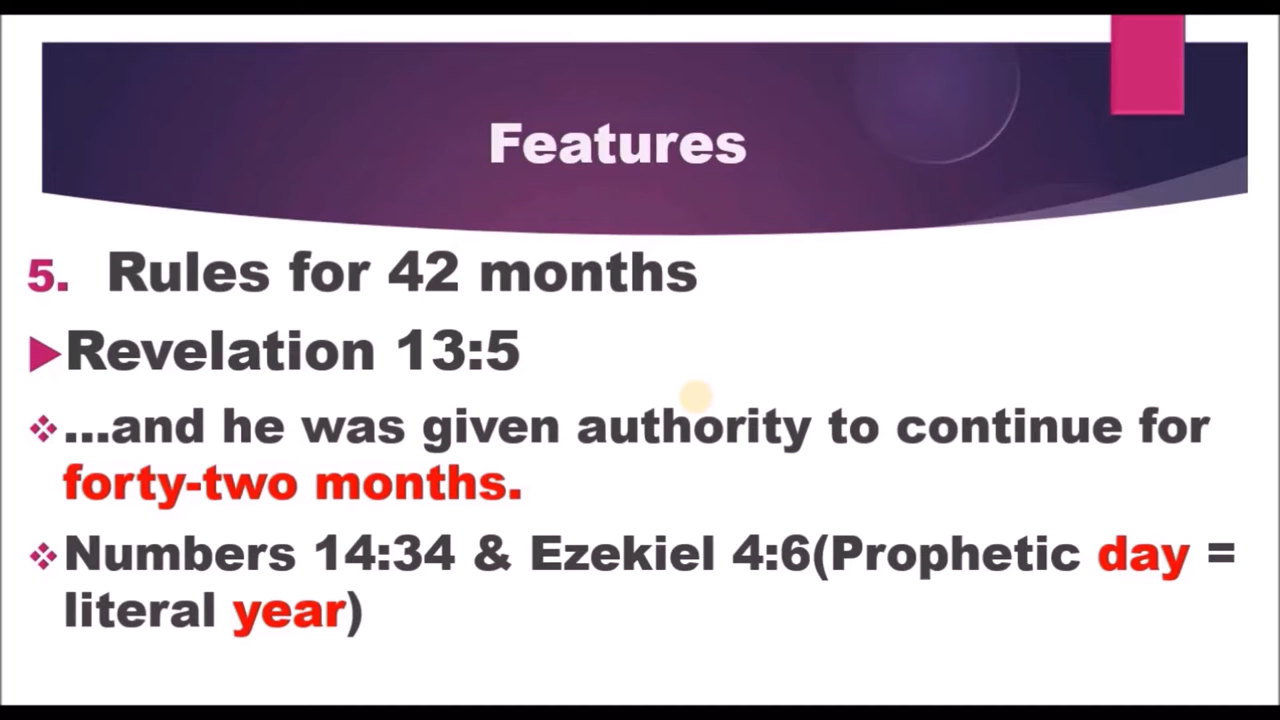 Features
5. Rules for 42 months
Revelation 13:5
...and he was given authority to continue for
forty-two months.
Numbers 14:34 & Ezekiel 4:6(Prophetic day =
literal year)